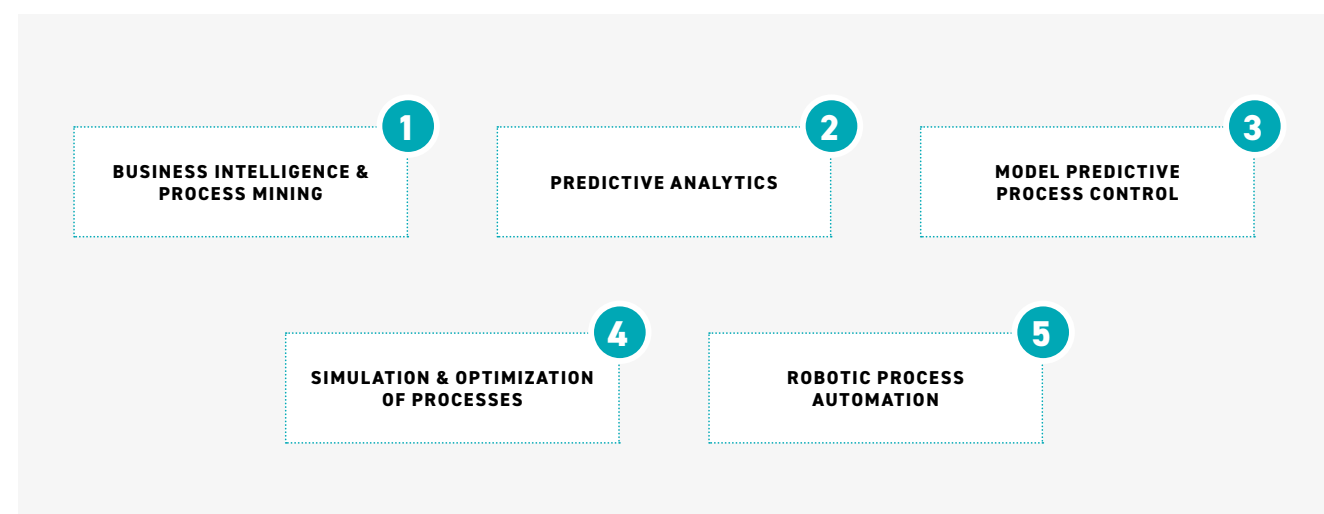 1
BUSINESS INTELLIGENCE &
PROCESS MINING
2
PREDICTIVE ANALYTICS
3
MODEL PREDICTIVE
PROCESS CONTROL
4
SIMULATION & OPTIMIZATION
OF PROCESSES
5
ROBOTIC PROCESS
AUTOMATION